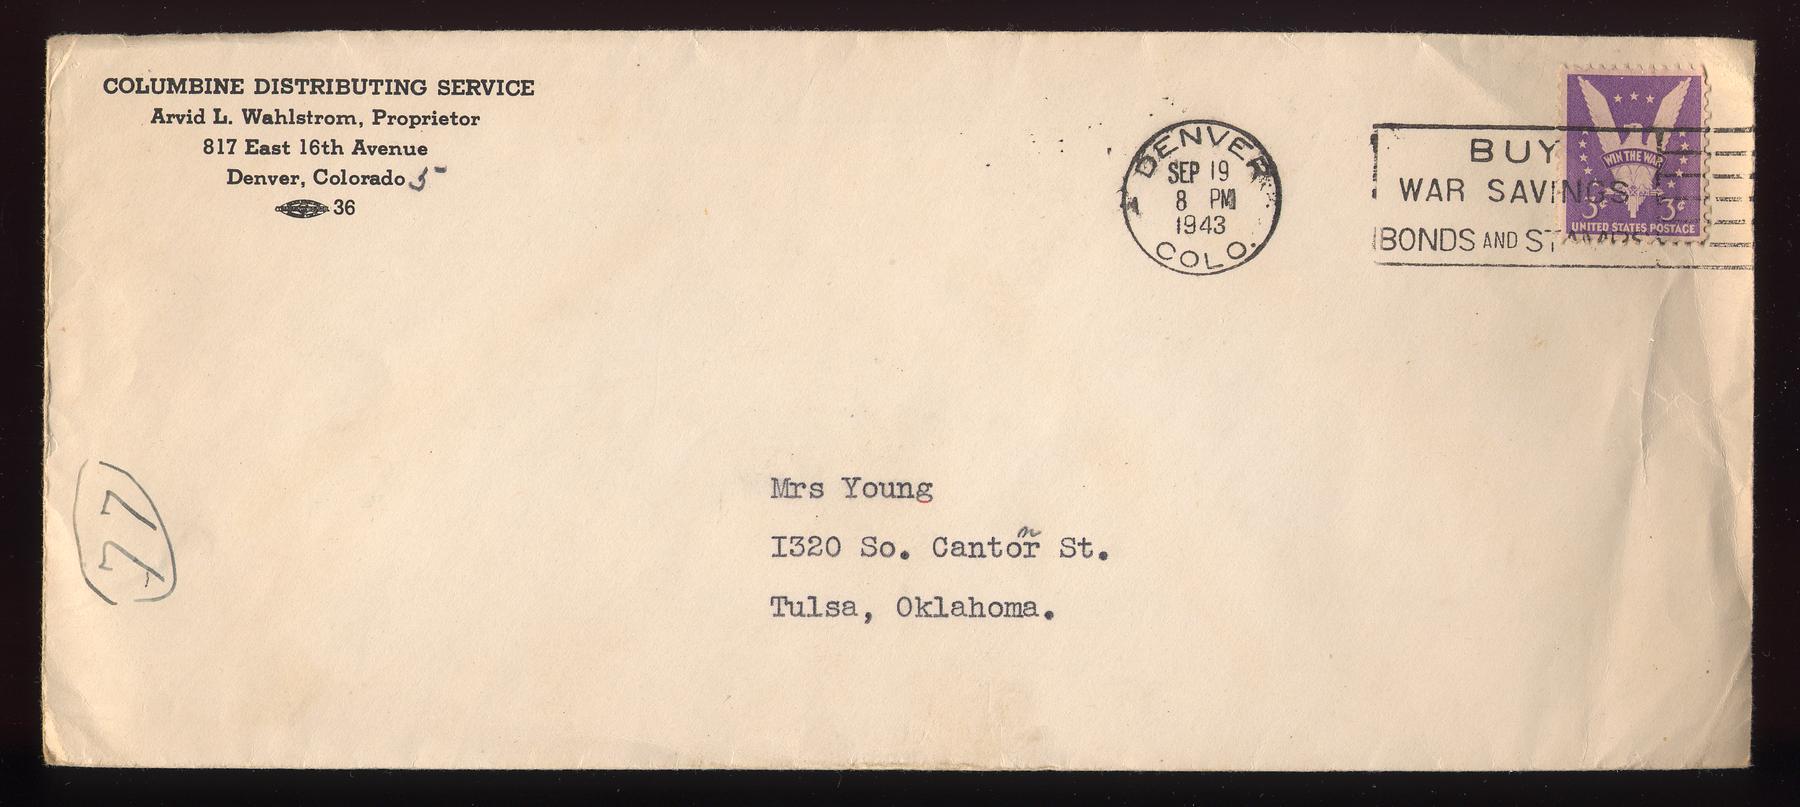 COLUMBINE DISTRIBUTING SERVICE
Arvid L. Wahlstrom, Proprietor
817 East 16th Avenue
Denver, Colorado 5
36
DENVER
SEP 19
8 PM
1943
COLO.
BUY
WAR SAVINGS
BONDS AND STAMPS
WIN THE WAR
3¢ 3¢
UNITED STATES POSTAGE
77
Mrs Young
n
I320 So. Cantor St.
Tulsa, Oklahoma.